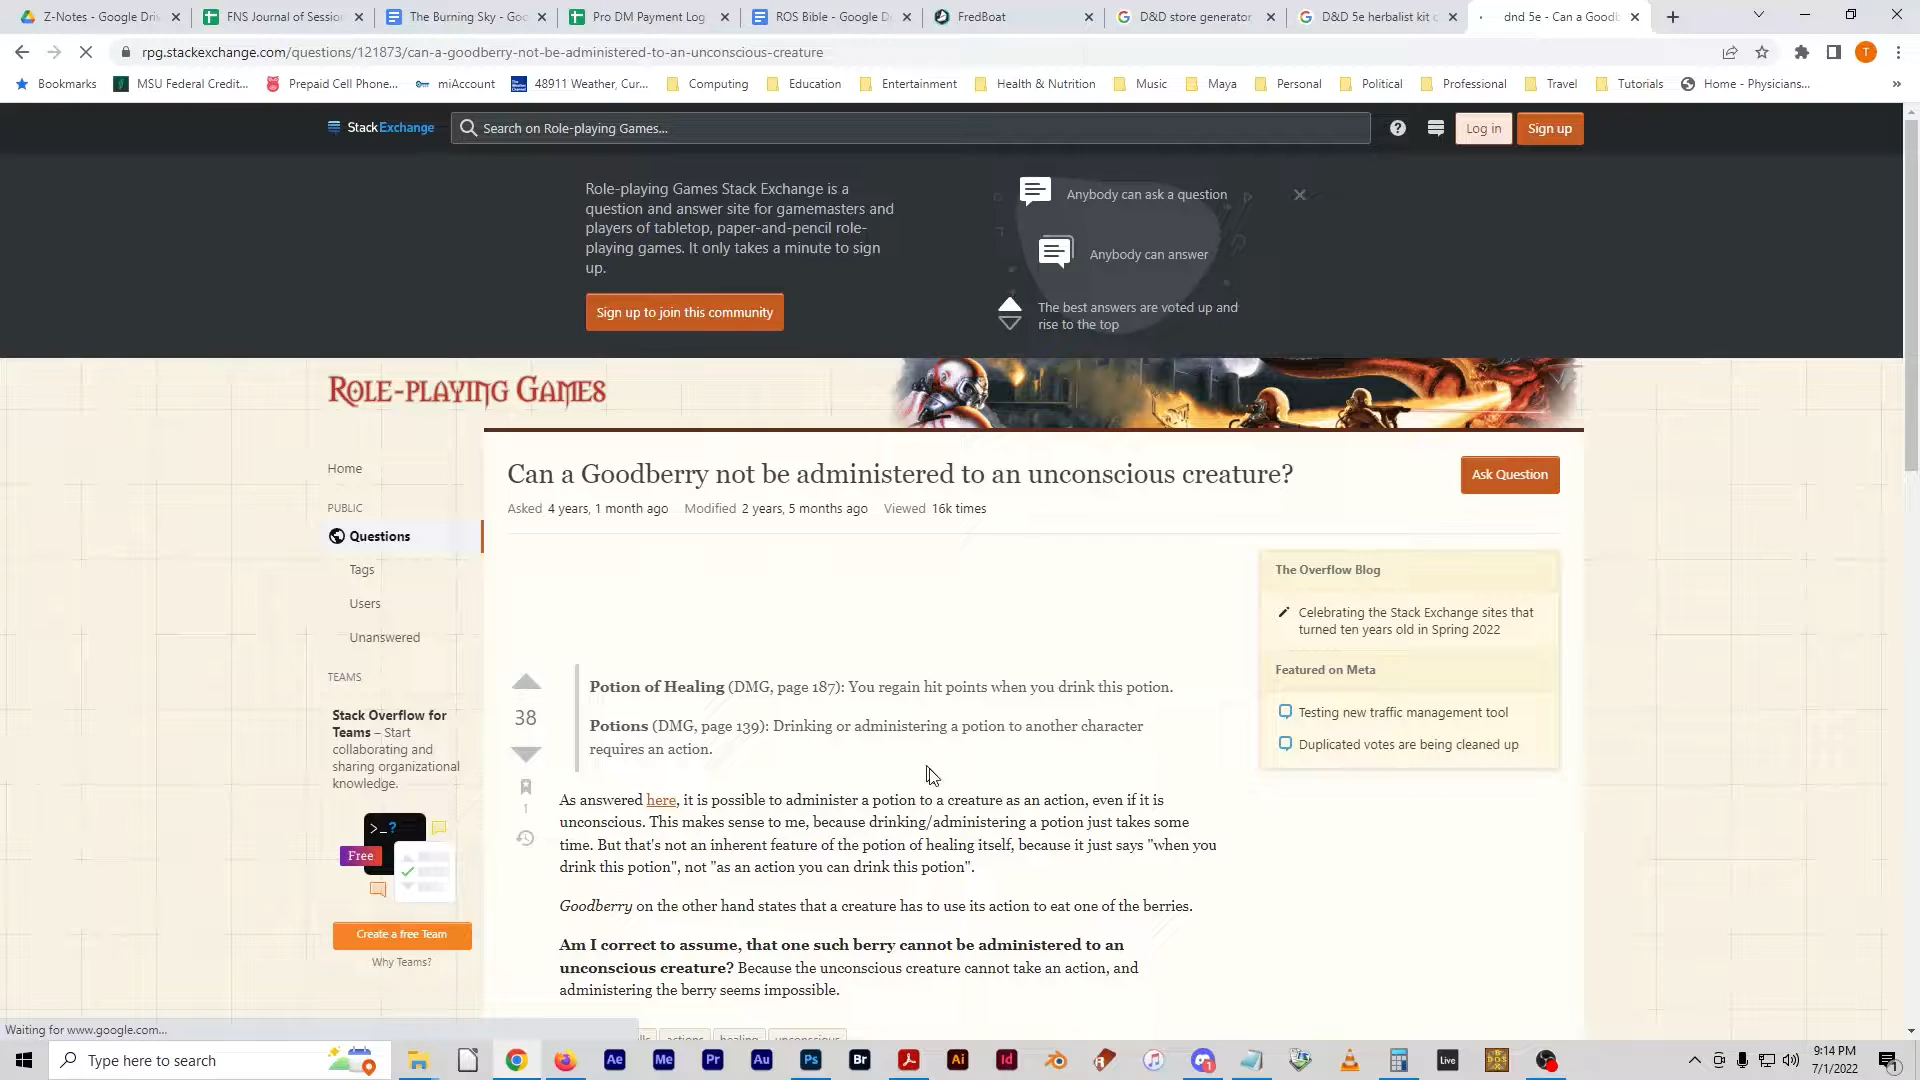 Z-Notes - Google Driv
FNS Journal of Session
The Burning Sky - Goo
Pro DM Payment Log
ROS Bible - Google D
FredBoat
D&D store generator
D&D 5e herbalist kit
dnd 5e - Can a Goodb
rpg.stackexchange.com/questions/121873/can-a-goodberry-not-be-administered-to-an-unconscious-creature
T
Bookmarks
MSU Federal Credit...
Prepaid Cell Phone...
miAccount
48911 Weather, Cur...
Computing
Education
Entertainment
Health & Nutrition
Music
Maya
Personal
Political
Professional
Travel
Tutorials
Home - Physicians...
StackExchange
Search on Role-playing Games...
Log in
Sign up
Role-playing Games Stack Exchange is a
question and answer site for gamemasters and
players of tabletop, paper-and-pencil role-
playing games. It only takes a minute to sign
up.
Sign up to join this community
Anybody can ask a question
Anybody can answer
The best answers are voted up and
rise to the top
Role-playing Games
Home
PUBLIC
Questions
Tags
Users
Unanswered
TEAMS
Stack Overflow for
Teams – Start
collaborating and
sharing organizational
knowledge.
Free
Create a free Team
Why Teams?
Can a Goodberry not be administered to an unconscious creature?
Ask Question
Asked 4 years, 1 month ago Modified 2 years, 5 months ago Viewed 16k times
38
1
Potion of Healing (DMG, page 187): You regain hit points when you drink this potion.
Potions (DMG, page 139): Drinking or administering a potion to another character
requires an action.
As answered here, it is possible to administer a potion to a creature as an action, even if it is
unconscious. This makes sense to me, because drinking/administering a potion just takes some
time. But that's not an inherent feature of the potion of healing itself, because it just says "when you
drink this potion", not "as an action you can drink this potion".
Goodberry on the other hand states that a creature has to use its action to eat one of the berries.
Am I correct to assume, that one such berry cannot be administered to an
unconscious creature? Because the unconscious creature cannot take an action, and
administering the berry seems impossible.
actions
healing
unconscious
The Overflow Blog
Celebrating the Stack Exchange sites that
turned ten years old in Spring 2022
Featured on Meta
Testing new traffic management tool
Duplicated votes are being cleaned up
Waiting for www.google.com...
Type here to search
Ae
Me
Pr
Au
Ps
Br
Ai
Id
Live
9:14 PM
7/1/2022